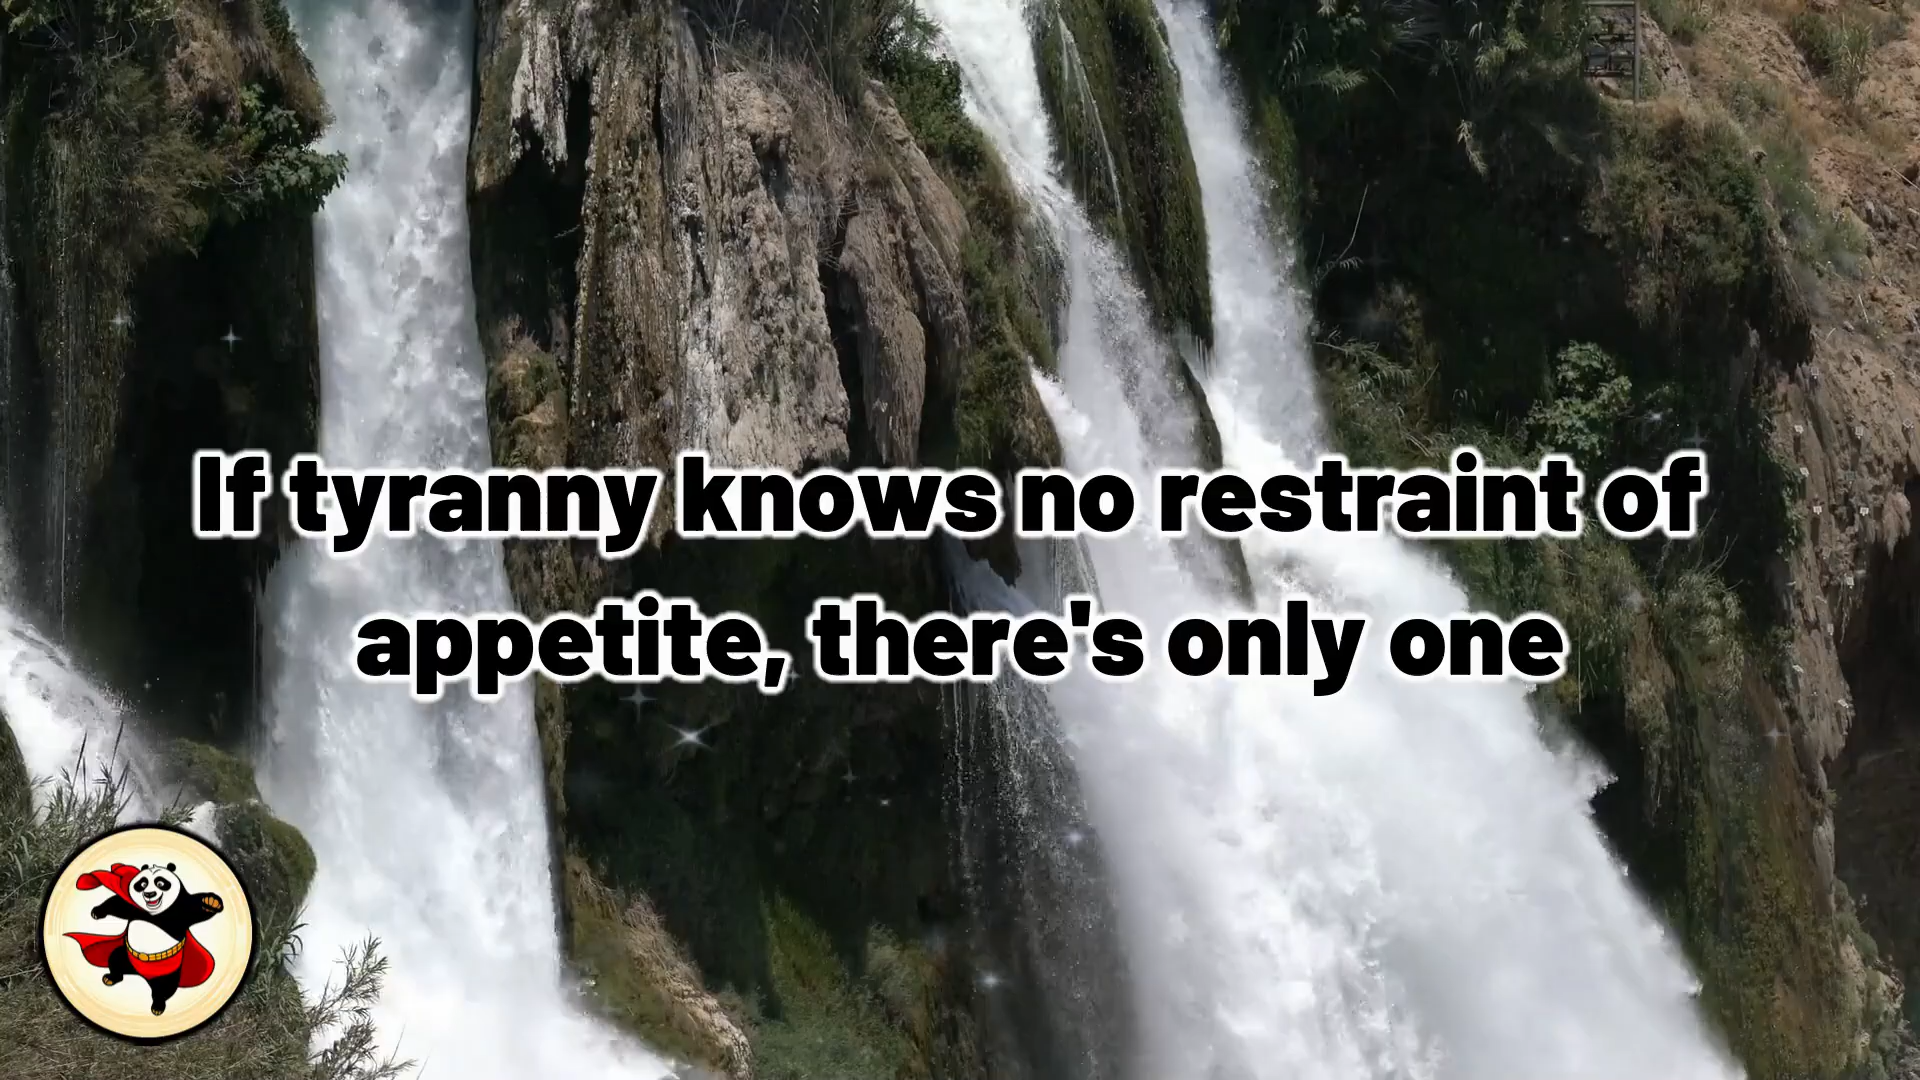 If tyranny knows no restraint of
appetite, there's only one